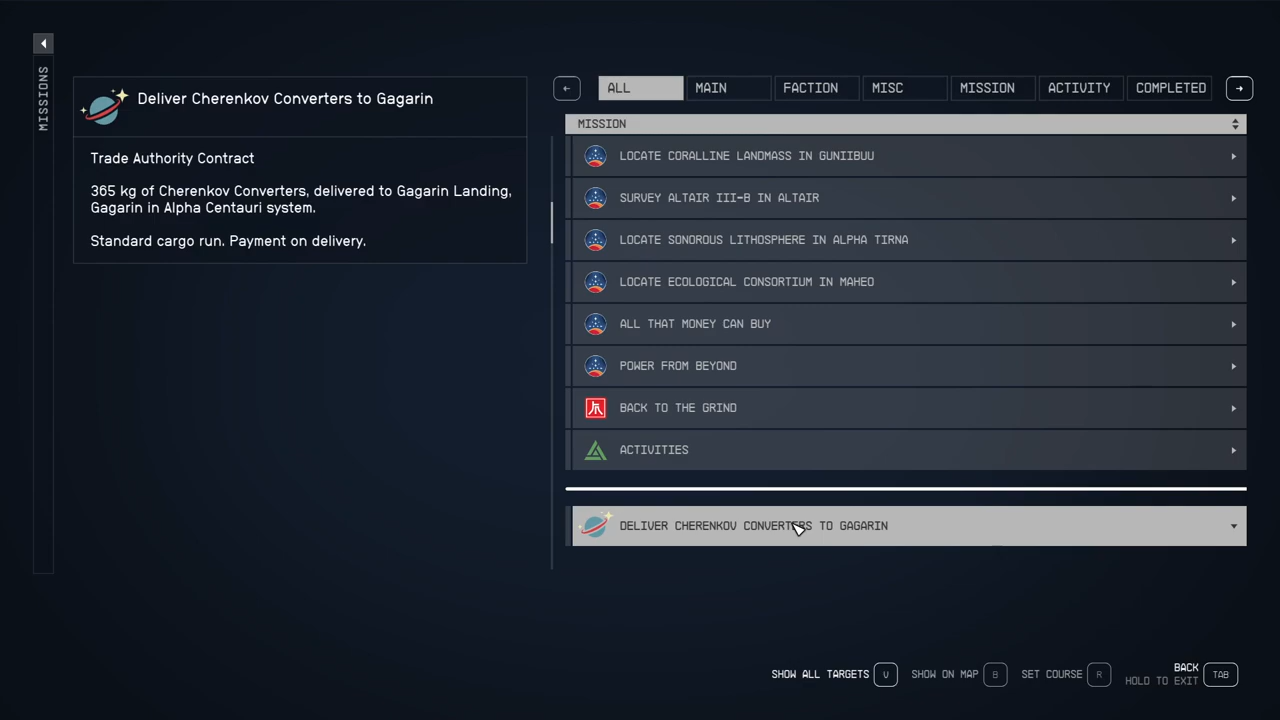 MISSIONS
Deliver Cherenkov Converters to Gagarin
Trade Authority Contract
365 kg of Cherenkov Converters, delivered to Gagarin Landing,
Gagarin in Alpha Centauri system.
Standard cargo run. Payment on delivery.
ALL MAIN FACTION MISC MISSION ACTIVITY COMPLETED
MISSION
LOCATE CORALLINE LANDMASS IN GUNIIBUU
SURVEY ALTAIR III-B IN ALTAIR
LOCATE SONOROUS LITHOSPHERE IN ALPHA TIRNA
LOCATE ECOLOGICAL CONSORTIUM IN MAHEO
ALL THAT MONEY CAN BUY
POWER FROM BEYOND
BACK TO THE GRIND
ACTIVITIES
DELIVER CHERENKOV CONVERTERS TO GAGARIN
SHOW ALL TARGETS V SHOW ON MAP B SET COURSE R BACK TAB
HOLD TO EXIT